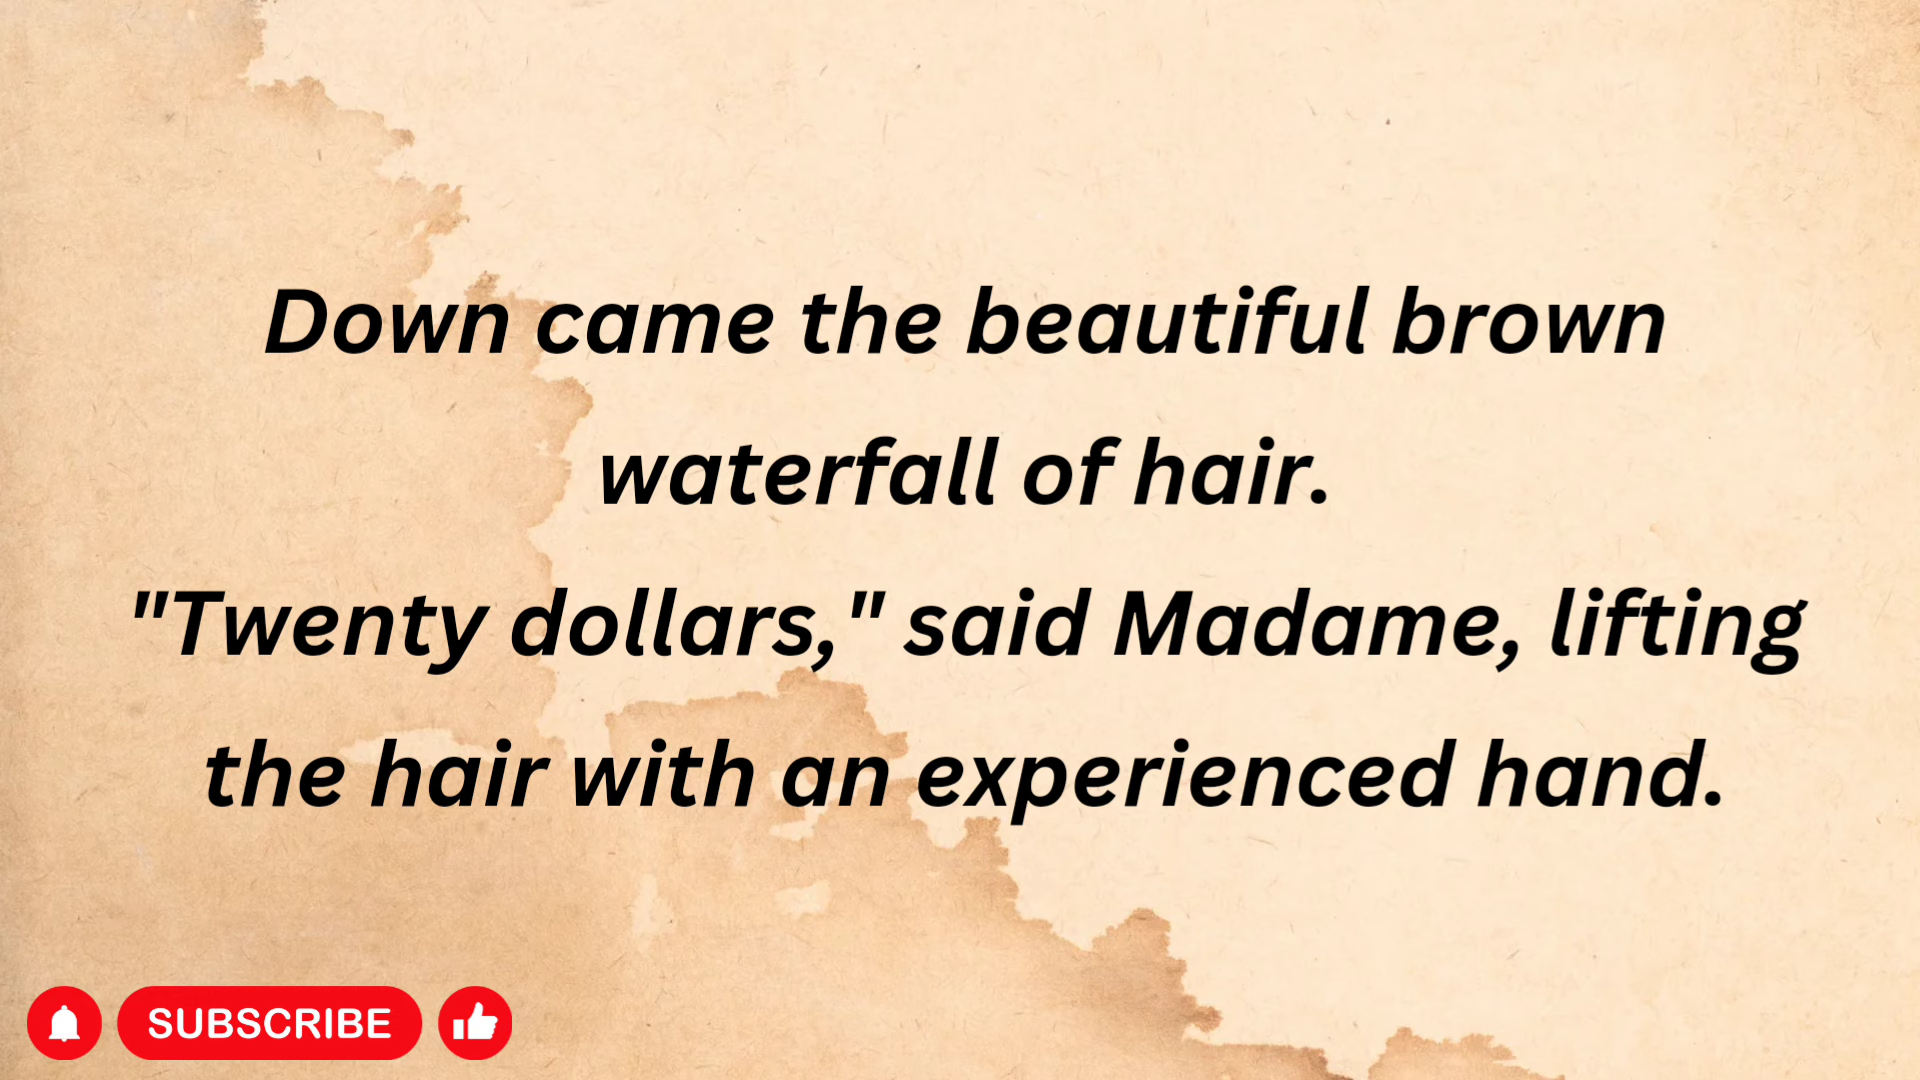 Down came the beautiful brown
waterfall of hair.
"Twenty dollars," said Madame, lifting
the hair with an experienced hand.
SUBSCRIBE